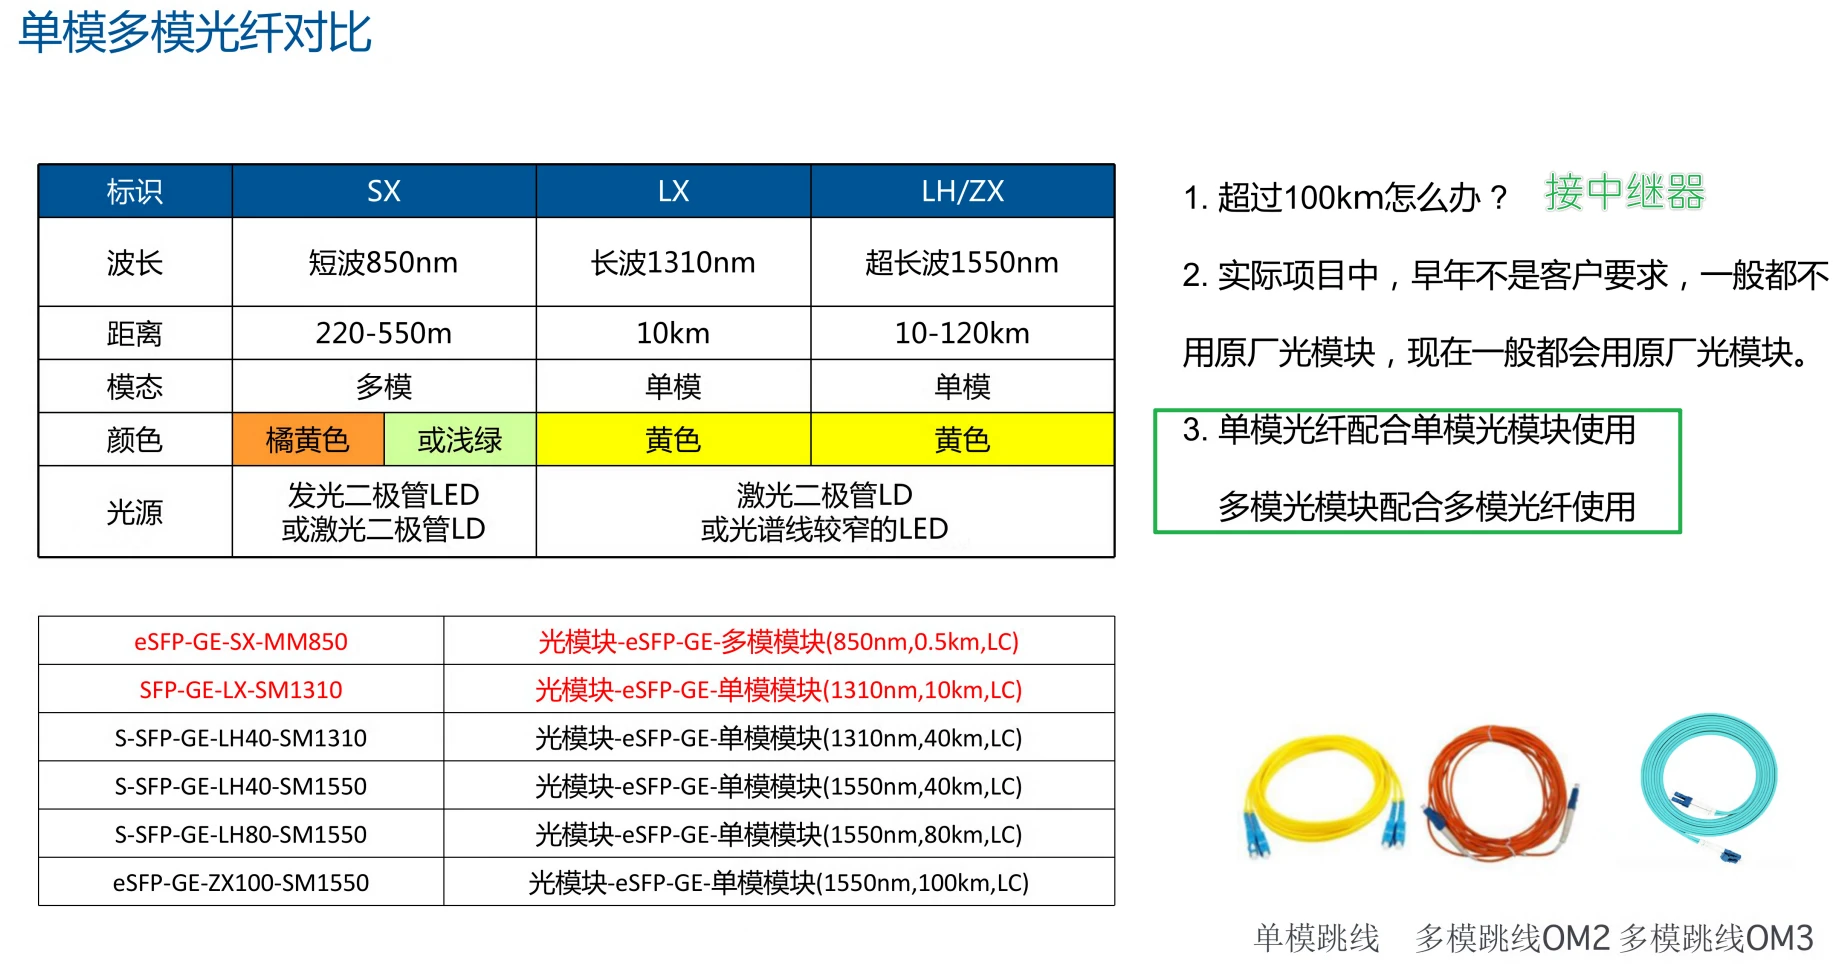 单模多模光纤对比
标识 SX LX LH/ZX
波长 短波850nm 长波1310nm 超长波1550nm
距离 220-550m 10km 10-120km
模态 多模 单模 单模
颜色 橘黄色 或浅绿 黄色 黄色
光源 发光二极管LED 或激光二极管LD 激光二极管LD 或光谱线较窄的LED
eSFP-GE-SX-MM850 光模块-eSFP-GE-多模模块(850nm,0.5km,LC)
SFP-GE-LX-SM1310 光模块-eSFP-GE-单模模块(1310nm,10km,LC)
S-SFP-GE-LH40-SM1310 光模块-eSFP-GE-单模模块(1310nm,40km,LC)
S-SFP-GE-LH40-SM1550 光模块-eSFP-GE-单模模块(1550nm,40km,LC)
S-SFP-GE-LH80-SM1550 光模块-eSFP-GE-单模模块(1550nm,80km,LC)
eSFP-GE-ZX100-SM1550 光模块-eSFP-GE-单模模块(1550nm,100km,LC)
1. 超过100km怎么办？ 接中继器
2. 实际项目中，早年不是客户要求，一般都不
用原厂光模块，现在一般都会用原厂光模块。
3. 单模光纤配合单模光模块使用
多模光模块配合多模光纤使用
单模跳线 多模跳线OM2 多模跳线OM3